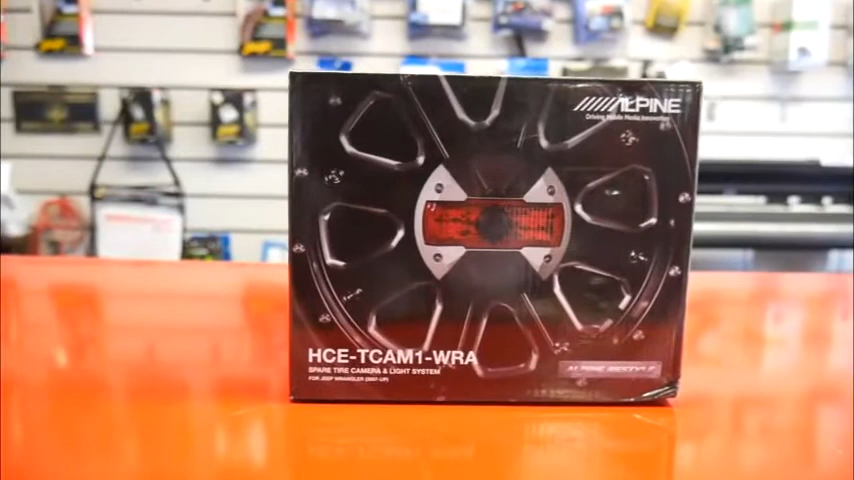 ALPINE
Driving Mobile Media Innovation
HCE-TCAM1-WRA
SPARE TIRE CAMERA & LIGHT SYSTEM
FOR JEEP WRANGLER (2007-UP)
ALPINE RESTYLE